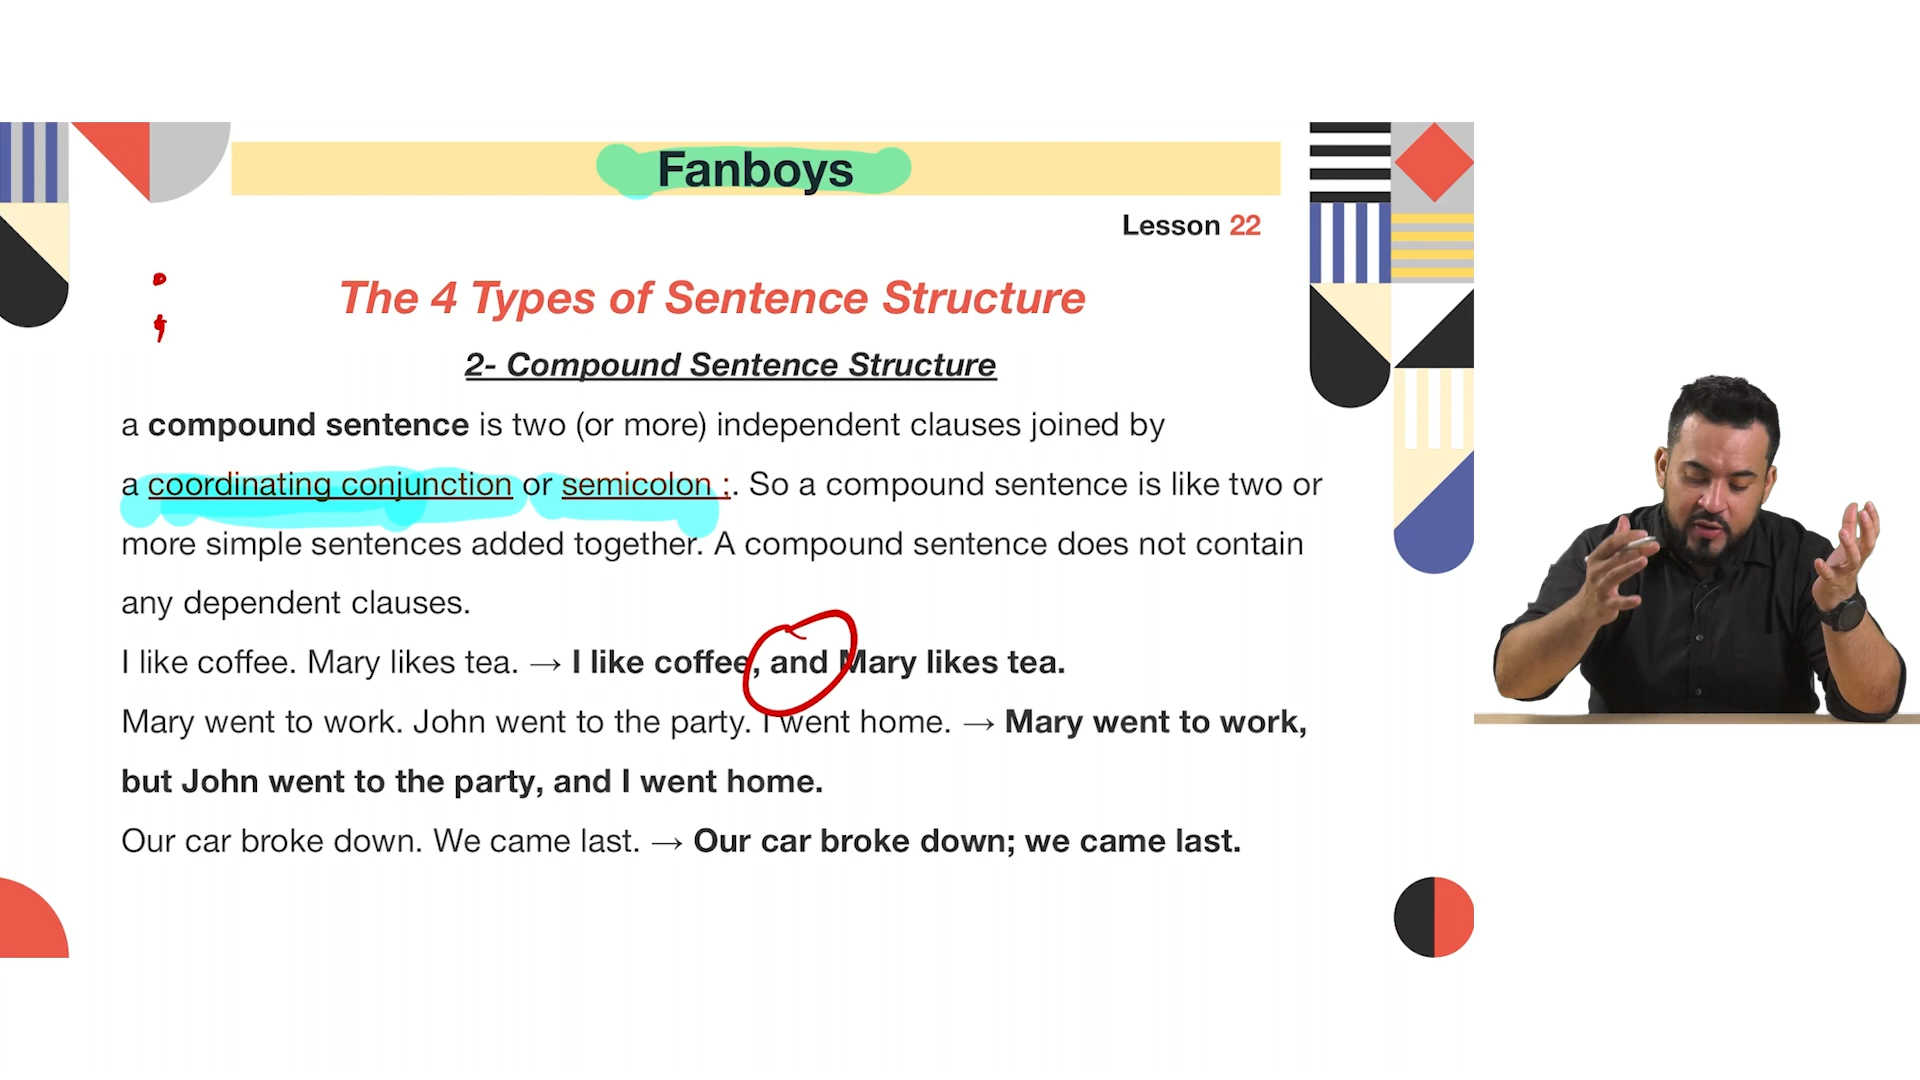 Fanboys
Lesson 22
The 4 Types of Sentence Structure
;
2- Compound Sentence Structure
a compound sentence is two (or more) independent clauses joined by
a coordinating conjunction or semicolon ;. So a compound sentence is like two or
more simple sentences added together. A compound sentence does not contain
any dependent clauses.
I like coffee. Mary likes tea. → I like coffee, and Mary likes tea.
Mary went to work. John went to the party. I went home. → Mary went to work,
but John went to the party, and I went home.
Our car broke down. We came last. → Our car broke down; we came last.